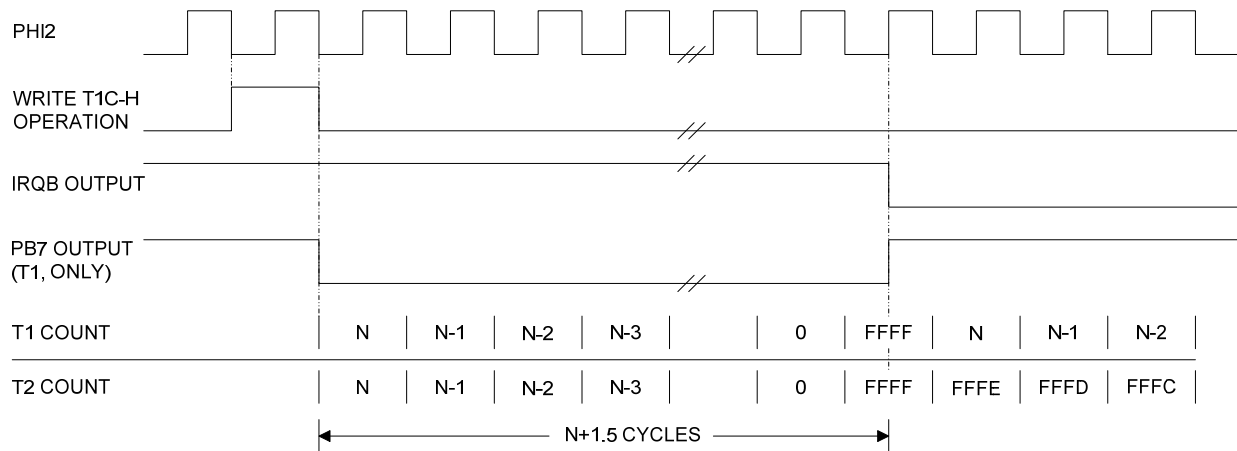 PHI2
WRITE T1C-H
OPERATION
IRQB OUTPUT
PB7 OUTPUT
(T1, ONLY)
T1 COUNT N N-1 N-2 N-3 0 FFFF N N-1 N-2
T2 COUNT N N-1 N-2 N-3 0 FFFF FFFE FFFD FFFC
N+1.5 CYCLES